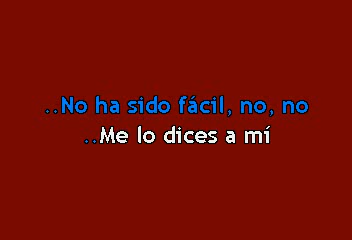 ..No ha sido fácil, no, no
..Me lo dices a mí